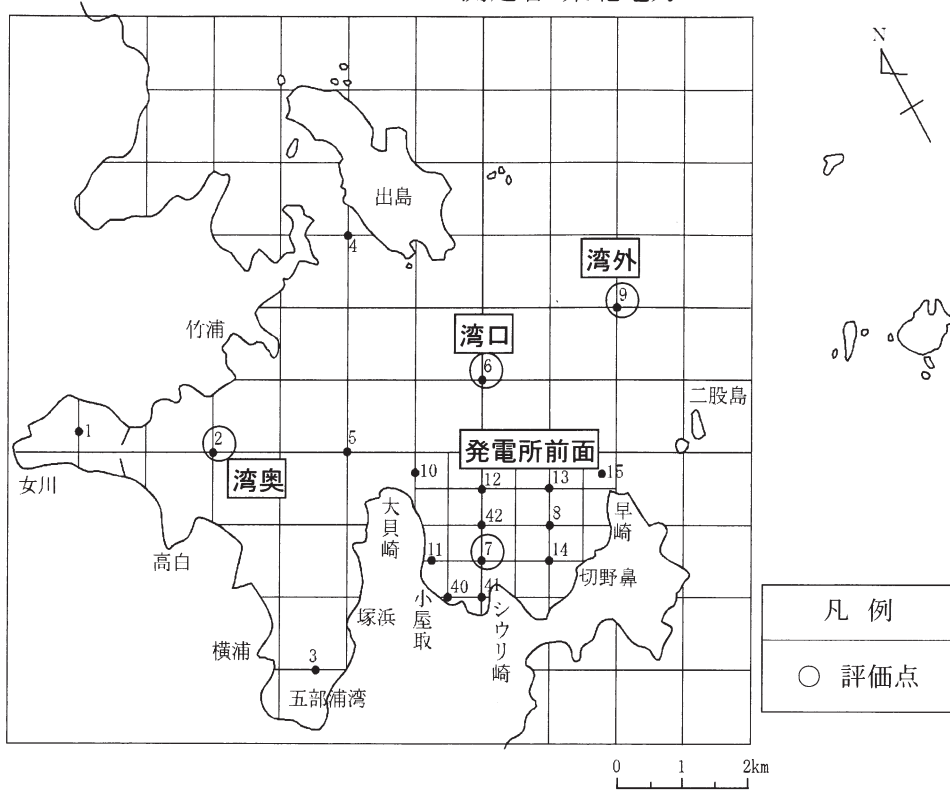 N
出島
4
湾外
9
竹浦
湾口
6
二股島
1
2
5
発電所前面
湾奥
10
12
13
15
女川
大貝崎
42
8
早崎
高白
11
7
14
切野鼻
40
41
小屋取
シウリ崎
塚浜
横浦
3
五部浦湾
凡例
○ 評価点
0 1 2km